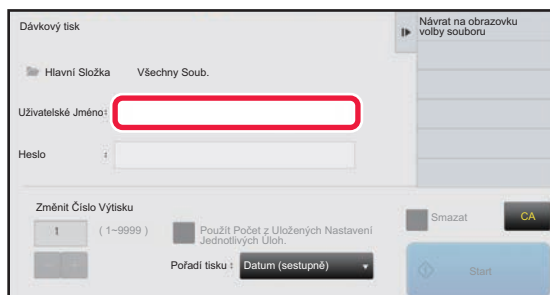 Dávkový tisk
Návrat na obrazovku
volby souboru
Hlavní Složka Všechny Soub.
Uživatelské Jméno:
Heslo :
Změnit Číslo Výtisku
1 ( 1~9999 )
Použít Počet z Uložených Nastavení
Jednotlivých Úloh.
Smazat
CA
Pořadí tisku : Datum (sestupně)
Start